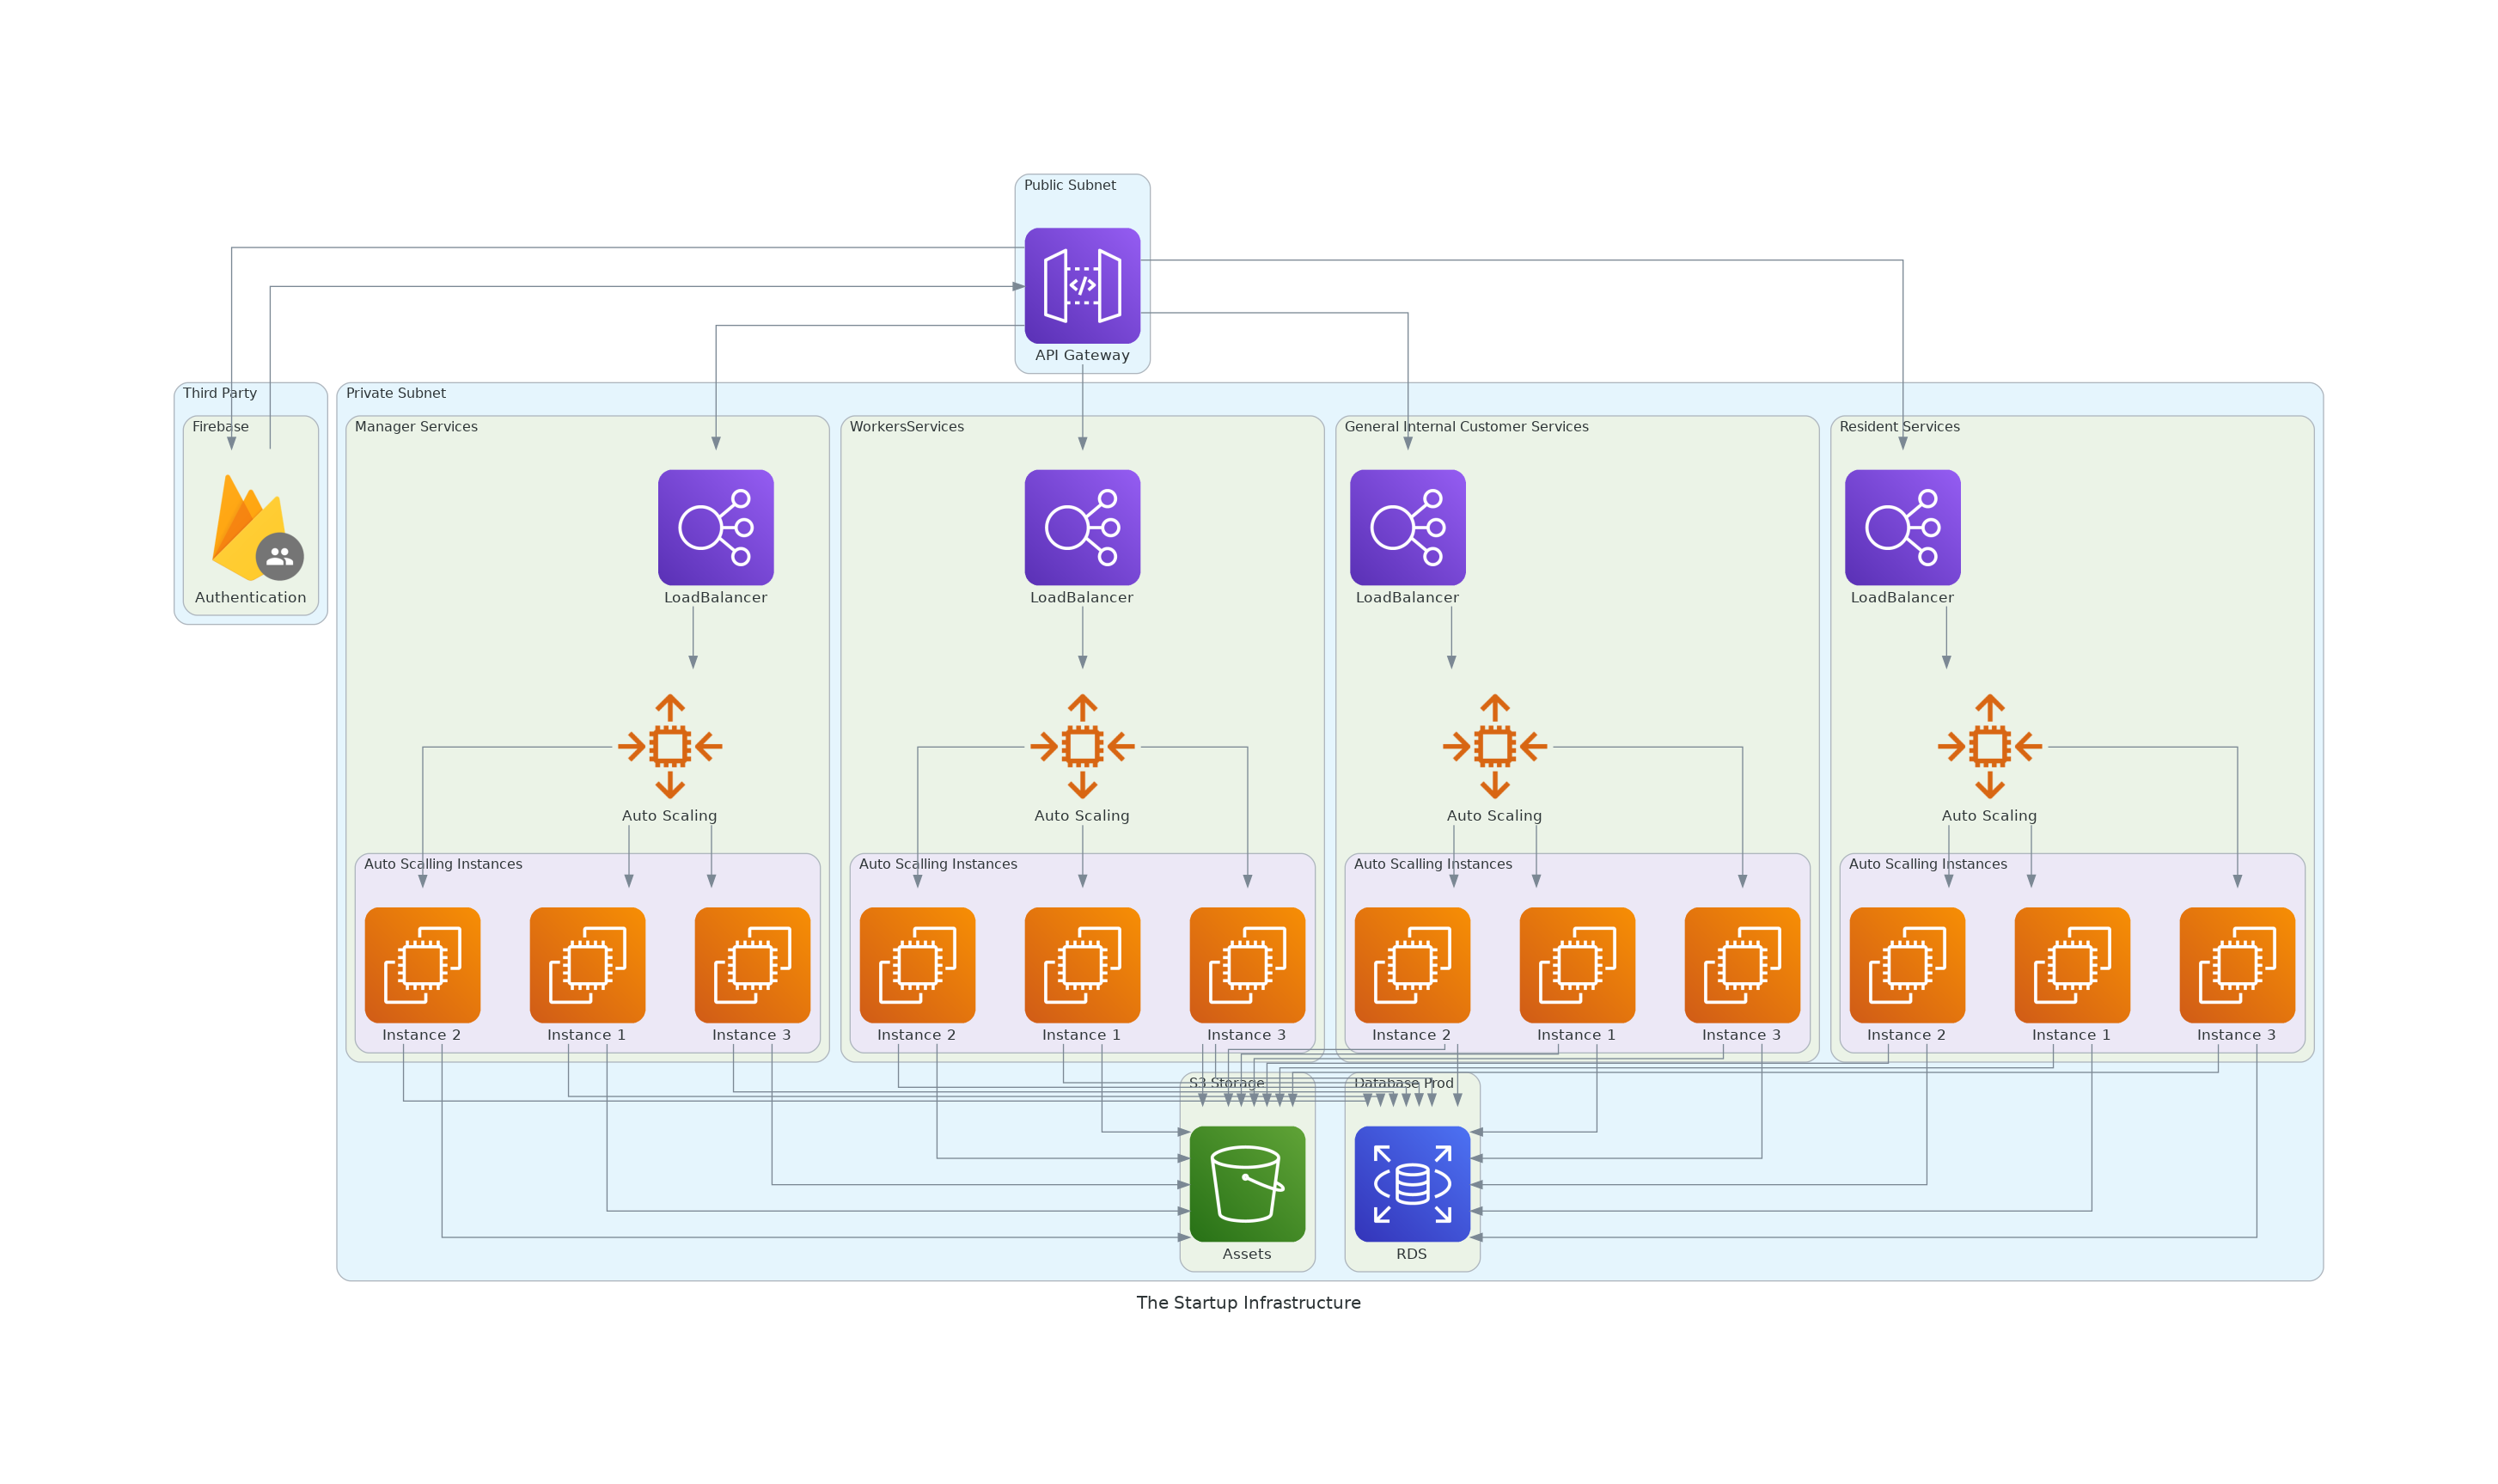 Public Subnet
API Gateway
Third Party
Firebase
Authentication
Private Subnet
Manager Services
LoadBalancer
Auto Scaling
Auto Scalling Instances
Instance 2
Instance 1
Instance 3
WorkersServices
LoadBalancer
Auto Scaling
Auto Scalling Instances
Instance 2
Instance 1
Instance 3
General Internal Customer Services
LoadBalancer
Auto Scaling
Auto Scalling Instances
Instance 2
Instance 1
Instance 3
Resident Services
LoadBalancer
Auto Scaling
Auto Scalling Instances
Instance 2
Instance 1
Instance 3
S3 Storage
Assets
Database Prod
RDS
The Startup Infrastructure